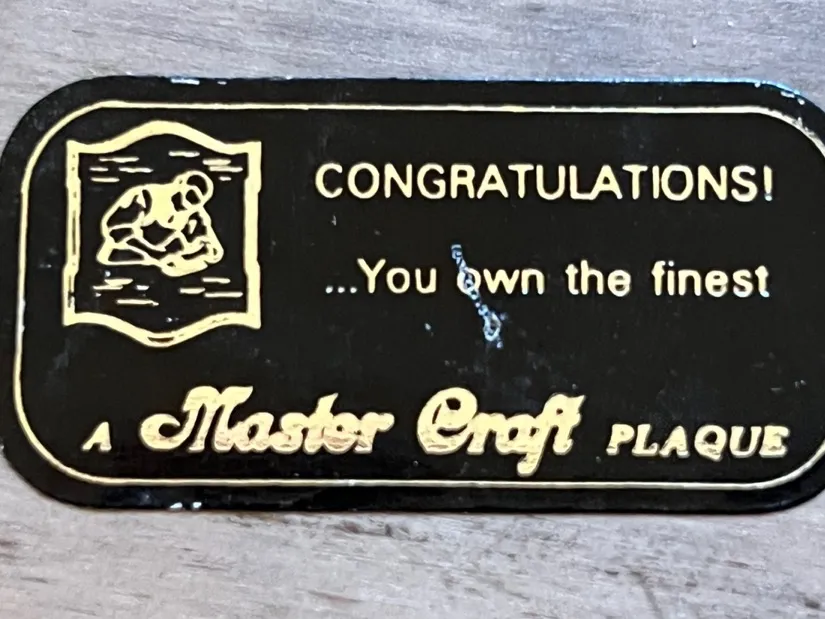 CONGRATULATIONS!
...You own the finest
A Master Craft PLAQUE